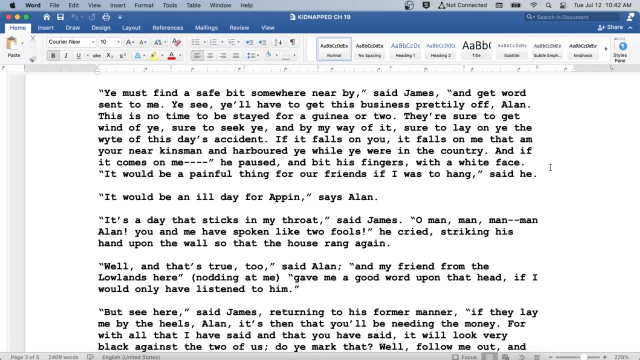 Word File Edit View Insert Format Tools Table Window Help
Not Connected
Tue Jul 12 10:42 AM
KIDNAPPED CH 19
Search in Document
Home Insert Draw Design Layout References Mailings Review View
Share
Paste
Courier New 10
AaBbCcDdEe AaBbCcDdEe AaBbCcDd AaBbCcDdEe AaBb( AaBbCcDdEe AaBbCcDdEe AaBbCcDdEe
Normal No Spacing Heading 1 Heading 2 Title Subtitle Subtle Emph... Emphasis
Styles Pane
“Ye must find a safe bit somewhere near by,” said James, “and get word
sent to me. Ye see, ye’ll have to get this business prettily off, Alan.
This is no time to be stayed for a guinea or two. They’re sure to get
wind of ye, sure to seek ye, and by my way of it, sure to lay on ye the
wyte of this day’s accident. If it falls on you, it falls on me that am
your near kinsman and harboured ye while ye were in the country. And if
it comes on me----” he paused, and bit his fingers, with a white face.
“It would be a painful thing for our friends if I was to hang,” said he.
“It would be an ill day for Appin,” says Alan.
“It’s a day that sticks in my throat,” said James. “O man, man, man--man
Alan! you and me have spoken like two fools!” he cried, striking his
hand upon the wall so that the house rang again.
“Well, and that’s true, too,” said Alan; “and my friend from the
Lowlands here” (nodding at me) “gave me a good word upon that head, if I
would only have listened to him.”
“But see here,” said James, returning to his former manner, “if they lay
me by the heels, Alan, it’s then that you’ll be needing the money. For
with all that I have said and that you have said, it will look very
black against the two of us; do ye mark that? Well, follow me out, and
Page 3 of 5 2409 words English (United States)
Focus
239%